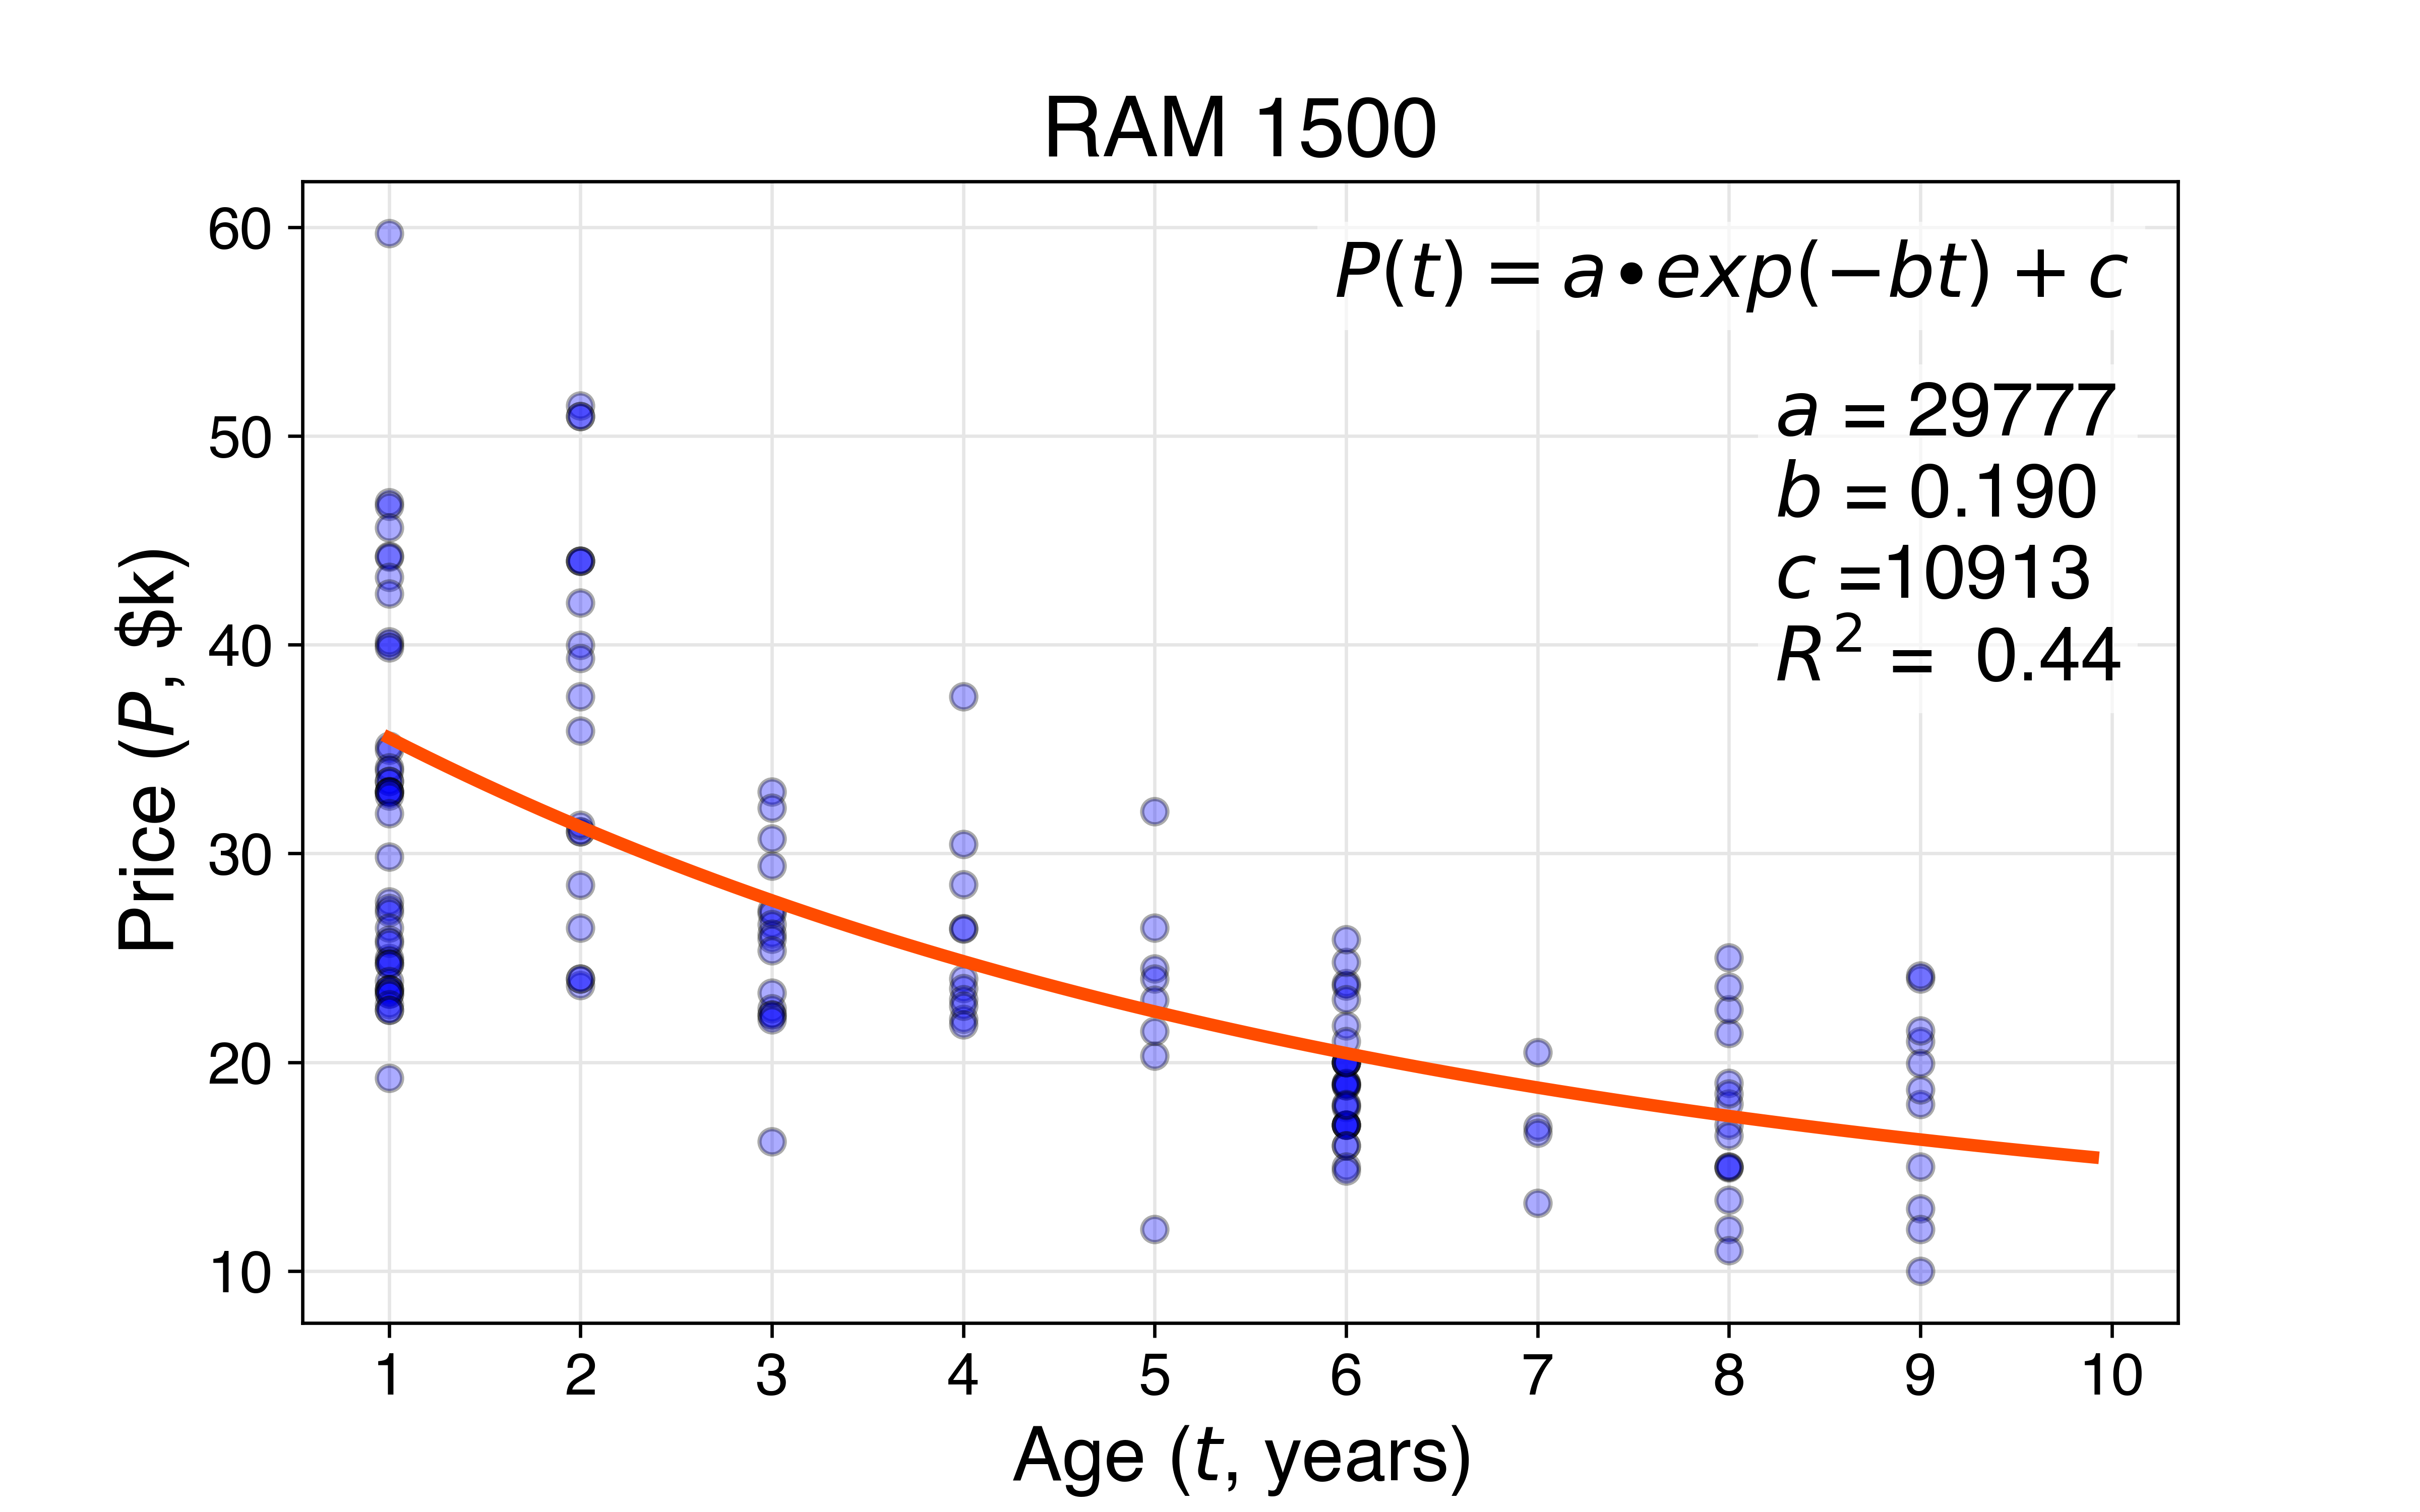 RAM 1500
P(t) = a•exp(−bt) + c
a = 29777
b = 0.190
c =10913
R² = 0.44
Price (P, $k)
60
50
40
30
20
10
1 2 3 4 5 6 7 8 9 10
Age (t, years)